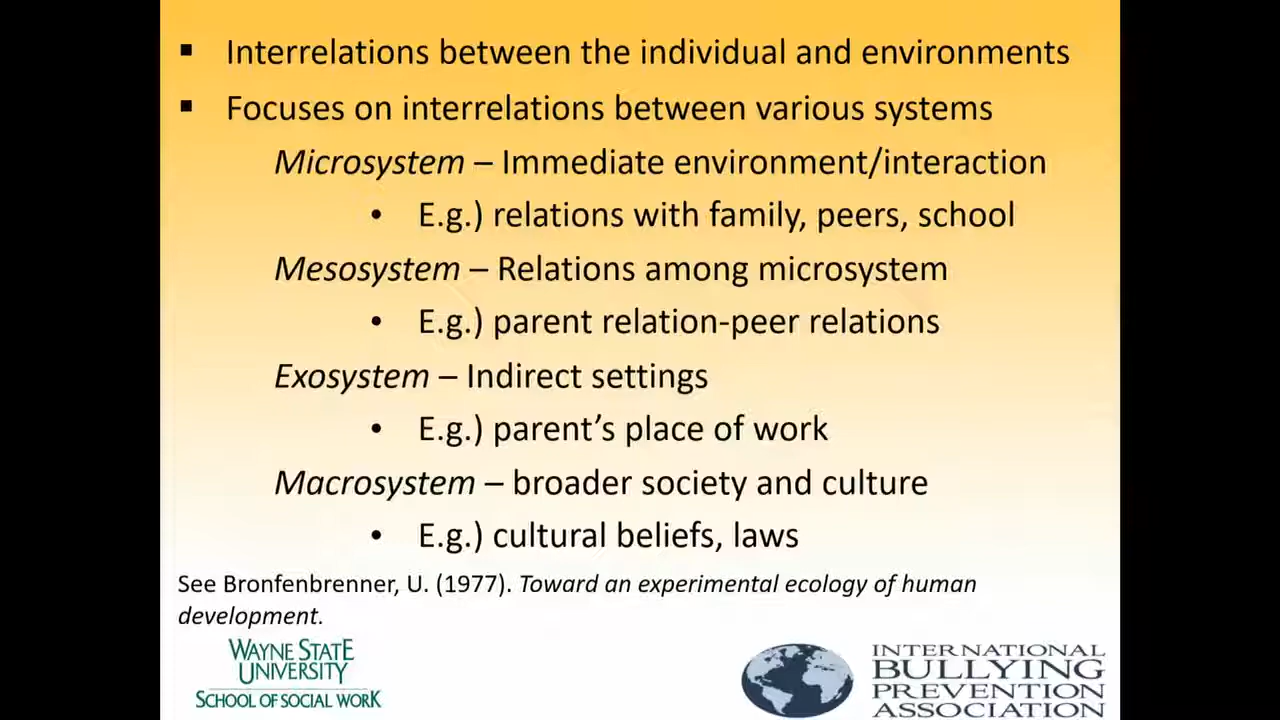 ▪ Interrelations between the individual and environments
▪ Focuses on interrelations between various systems
Microsystem – Immediate environment/interaction
• E.g.) relations with family, peers, school
Mesosystem – Relations among microsystem
• E.g.) parent relation-peer relations
Exosystem – Indirect settings
• E.g.) parent’s place of work
Macrosystem – broader society and culture
• E.g.) cultural beliefs, laws
See Bronfenbrenner, U. (1977). Toward an experimental ecology of human
development.
WAYNE STATE
UNIVERSITY
SCHOOL OF SOCIAL WORK
INTERNATIONAL
BULLYING
PREVENTION
ASSOCIATION